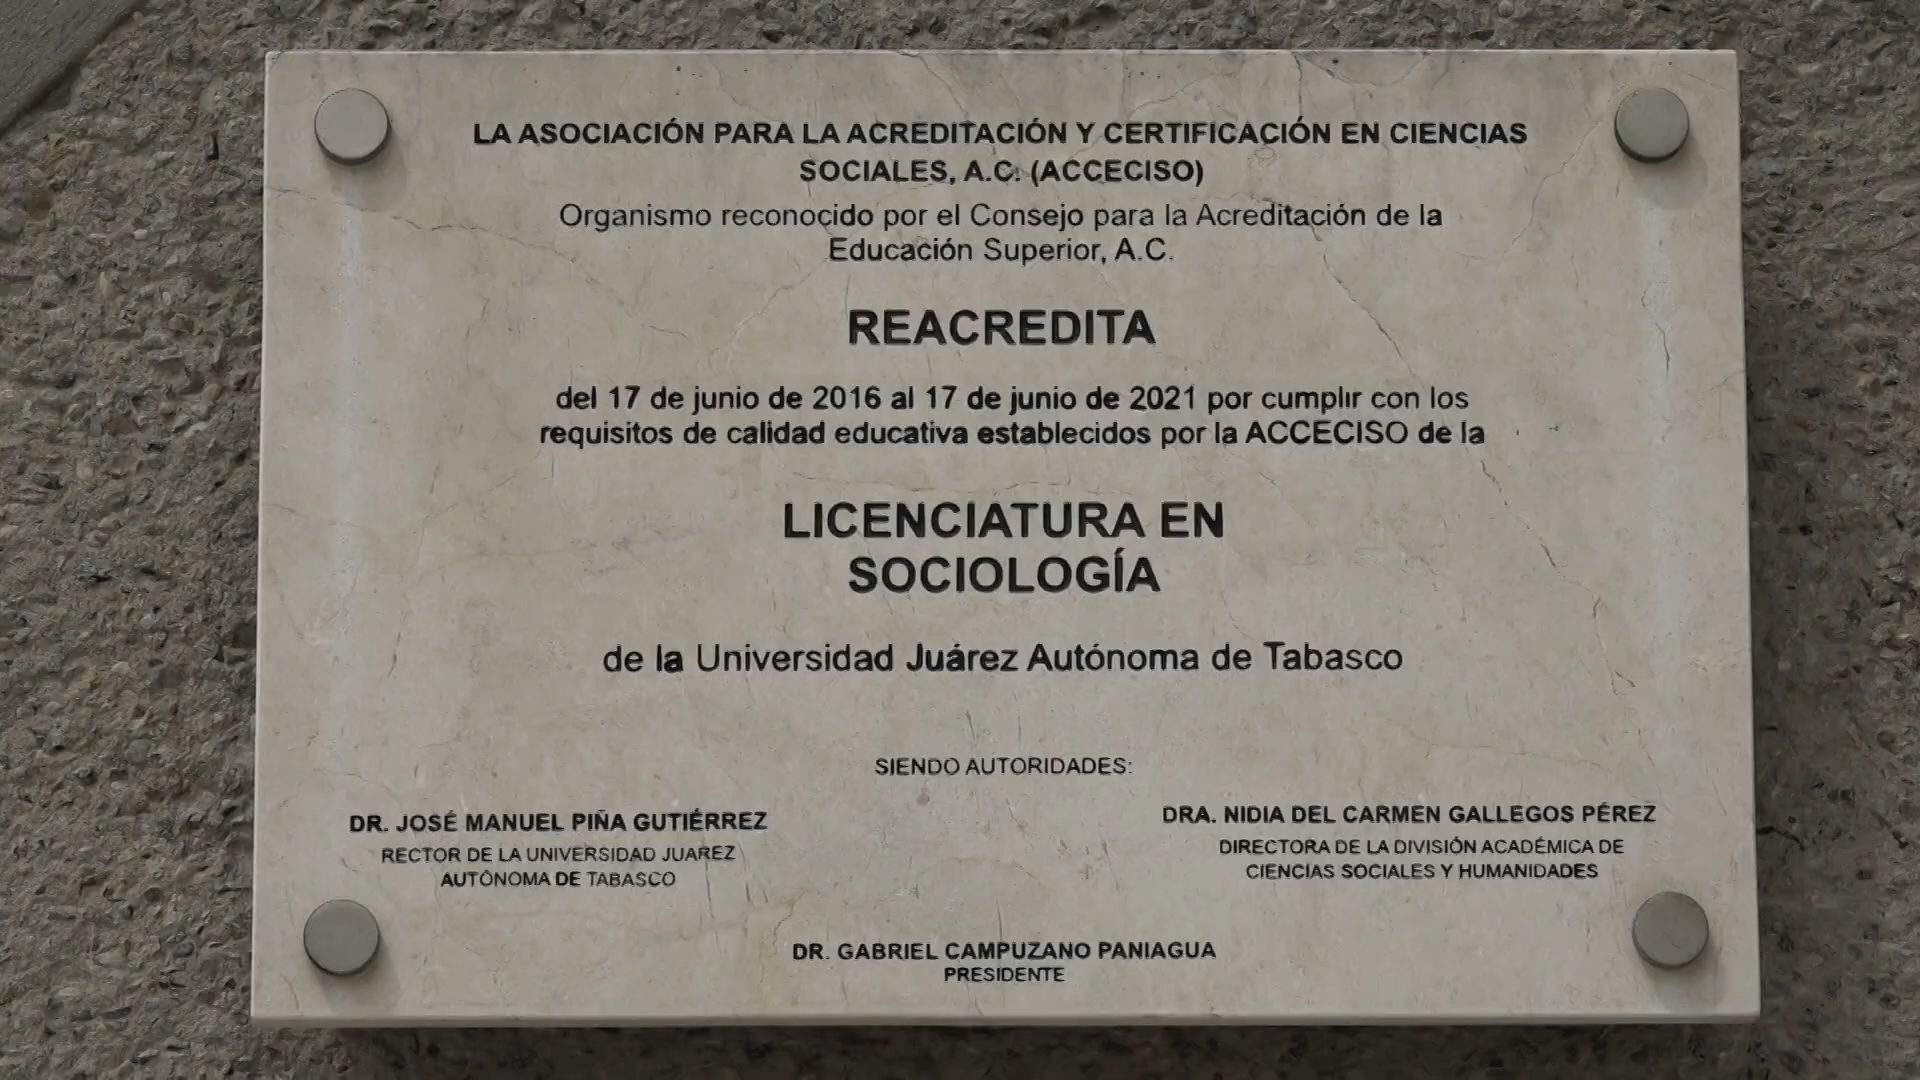 LA ASOCIACIÓN PARA LA ACREDITACIÓN Y CERTIFICACIÓN EN CIENCIAS
SOCIALES, A.C. (ACCECISO)
Organismo reconocido por el Consejo para la Acreditación de la
Educación Superior, A.C.
REACREDITA
del 17 de junio de 2016 al 17 de junio de 2021 por cumplir con los
requisitos de calidad educativa establecidos por la ACCECISO de la
LICENCIATURA EN
SOCIOLOGÍA
de la Universidad Juárez Autónoma de Tabasco
SIENDO AUTORIDADES:
DR. JOSÉ MANUEL PIÑA GUTIÉRREZ
RECTOR DE LA UNIVERSIDAD JUAREZ
AUTÓNOMA DE TABASCO
DRA. NIDIA DEL CARMEN GALLEGOS PÉREZ
DIRECTORA DE LA DIVISIÓN ACADÉMICA DE
CIENCIAS SOCIALES Y HUMANIDADES
DR. GABRIEL CAMPUZANO PANIAGUA
PRESIDENTE